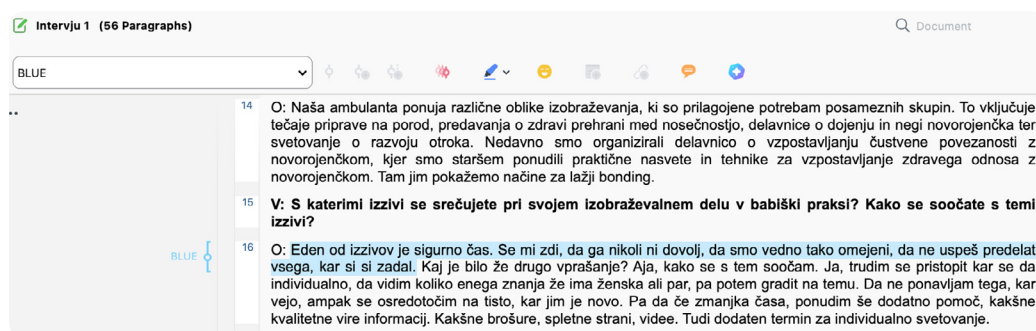 Intervju 1 (56 Paragraphs)
Document
BLUE
14 O: Naša ambulanta ponuja različne oblike izobraževanja, ki so prilagojene potrebam posameznih skupin. To vključuje
tečaje priprave na porod, predavanja o zdravi prehrani med nosečnostjo, delavnice o dojenju in negi novorojenčka ter
svetovanje o razvoju otroka. Nedavno smo organizirali delavnico o vzpostavljanju čustvene povezanosti z
novorojenčkom, kjer smo staršem ponudili praktične nasvete in tehnike za vzpostavljanje zdravega odnosa z
novorojenčkom. Tam jim pokažemo načine za lažji bonding.
15 V: S katerimi izzivi se srečujete pri svojem izobraževalnem delu v babiški praksi? Kako se soočate s temi
izzivi?
BLUE
16 O: Eden od izzivov je sigurno čas. Se mi zdi, da ga nikoli ni dovolj, da smo vedno tako omejeni, da ne uspeš predelat
vsega, kar si si zadal. Kaj je bilo že drugo vprašanje? Aja, kako se s tem soočam. Ja, trudim se pristopit kar se da
individualno, da vidim koliko enega znanja že ima ženska ali par, pa potem gradit na temu. Da ne ponavljam tega, kar
vejo, ampak se osredotočim na tisto, kar jim je novo. Pa da če zmanjka časa, ponudim še dodatno pomoč, kakšne
kvalitetne vire informacij. Kakšne brošure, spletne strani, videe. Tudi dodaten termin za individualno svetovanje.